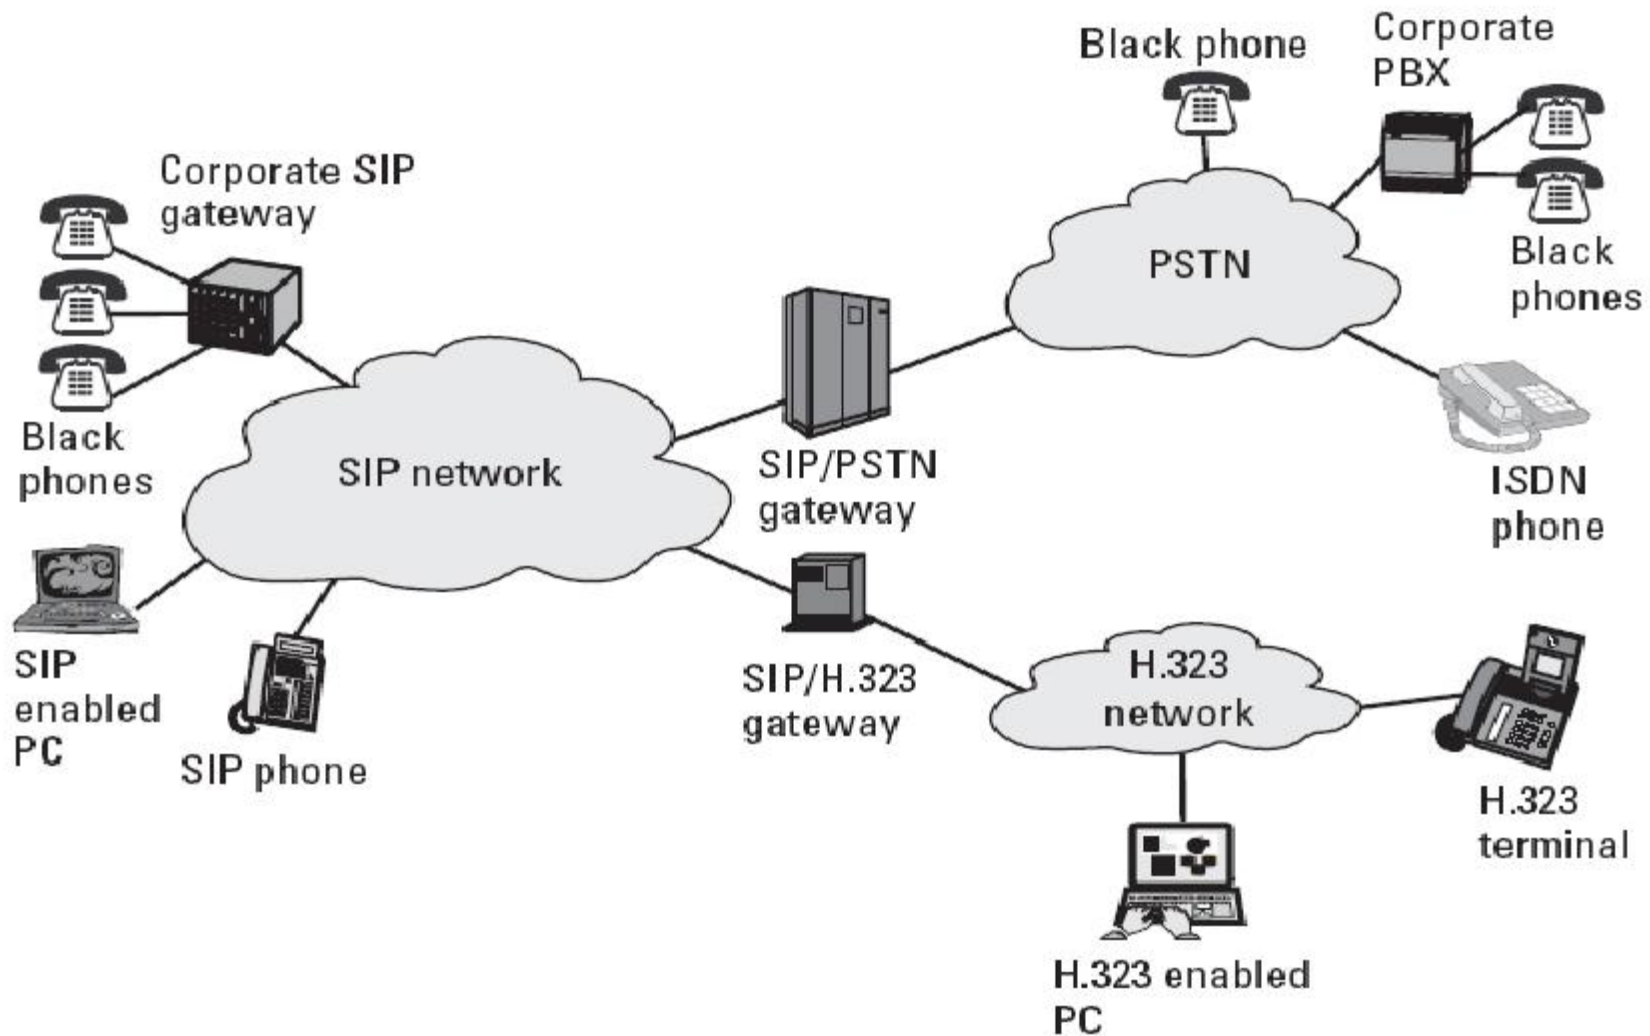 Black phone
Corporate
PBX
Corporate SIP
gateway
Black
phones
PSTN
Black
phones
SIP network
SIP/PSTN
gateway
ISDN
phone
SIP
enabled
PC
SIP phone
SIP/H.323
gateway
H.323
network
H.323
terminal
H.323 enabled
PC